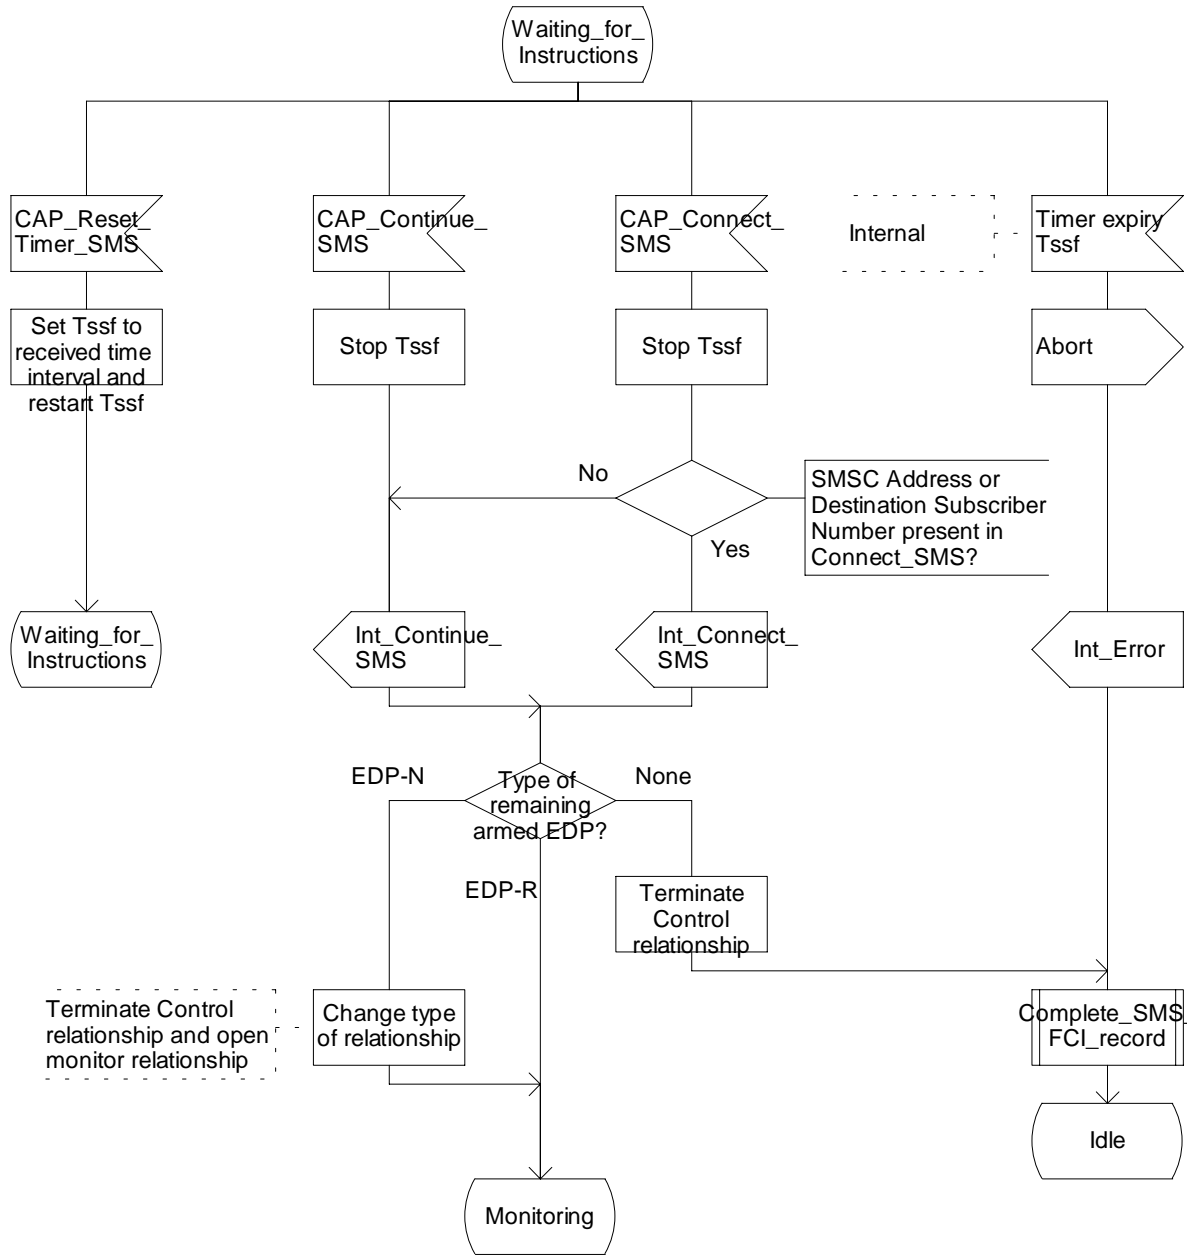 Waiting_for_
Instructions
CAP_Reset_
Timer_SMS
CAP_Continue_
SMS
CAP_Connect_
SMS
Internal
Timer expiry
Tssf
Set Tssf to
received time
interval and
restart Tssf
Stop Tssf
Stop Tssf
Abort
No
Yes
SMSC Address or
Destination Subscriber
Number present in
Connect_SMS?
Waiting_for_
Instructions
Int_Continue_
SMS
Int_Connect_
SMS
Int_Error
EDP-N
Type of
remaining
armed EDP?
None
EDP-R
Terminate
Control
relationship
Terminate Control
relationship and open
monitor relationship
Change type
of relationship
Complete_SMS_
FCI_record
Idle
Monitoring